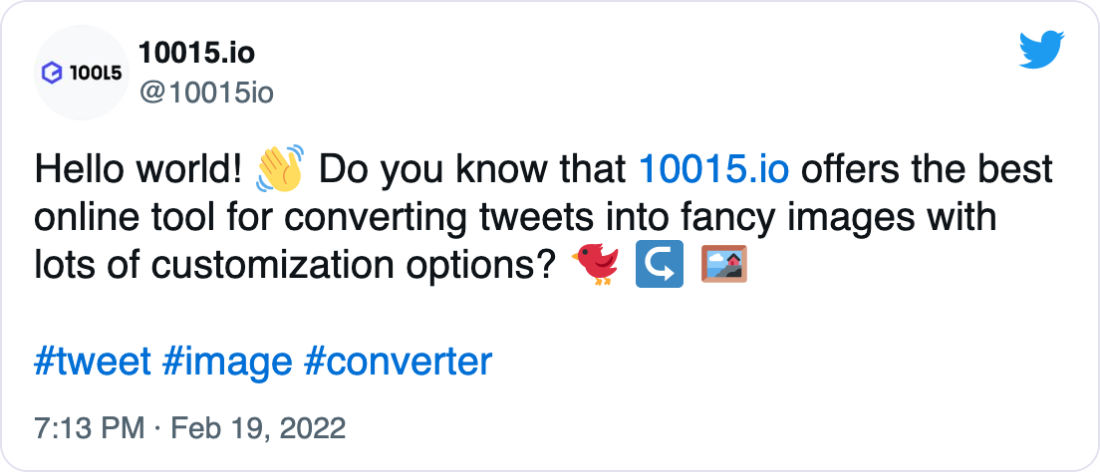 10015
10015.io
@10015io
Hello world! 👋 Do you know that 10015.io offers the best
online tool for converting tweets into fancy images with
lots of customization options? 🐦 ↪️ 🖼️
#tweet #image #converter
7:13 PM · Feb 19, 2022